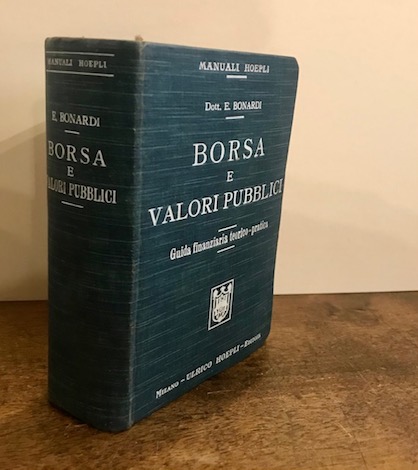 MANUALI HOEPLI
E. BONARDI
BORSA
E
VALORI PUBBLICI
MANUALI HOEPLI
Dott. E. BONARDI
BORSA
E
VALORI PUBBLICI
Guida finanziaria teorico-pratica
MILANO - ULRICO HOEPLI - EDITORE